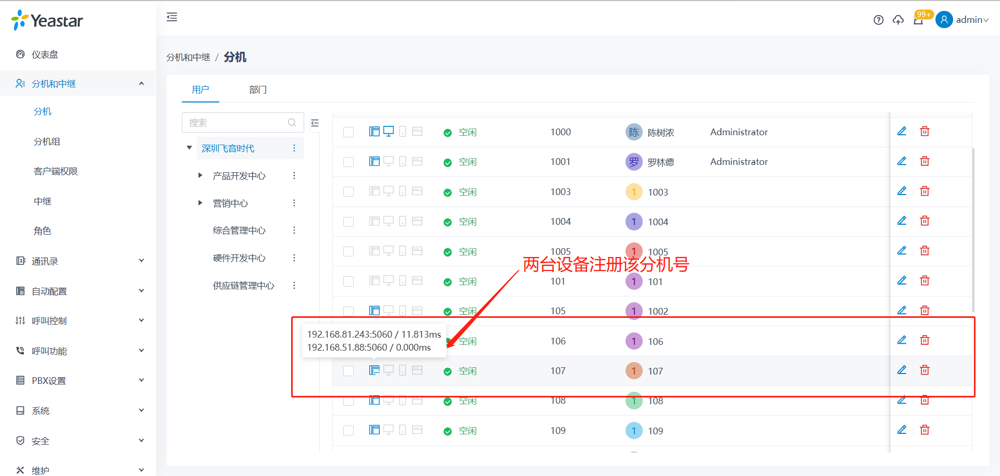 Yeastar
99+
admin
仪表盘
分机和中继
分机
分机组
客户端权限
中继
角色
通讯录
自动配置
呼叫控制
呼叫功能
PBX设置
系统
安全
维护
分机和中继 / 分机
用户 部门
搜索
深圳飞音时代
产品开发中心
营销中心
综合管理中心
硬件开发中心
供应链管理中心
空闲 1000 陈 陈树浓 Administrator
空闲 1001 罗 罗林德 Administrator
空闲 1003 1 1003
空闲 1004 1 1004
空闲 1005 1 1005
两台设备注册该分机号
空闲 101 1 101
空闲 105 1 1002
192.168.81.243:5060 / 11.813ms
192.168.51.88:5060 / 0.000ms
空闲 106 1 106
空闲 107 1 107
空闲 108 1 108
空闲 109 1 109